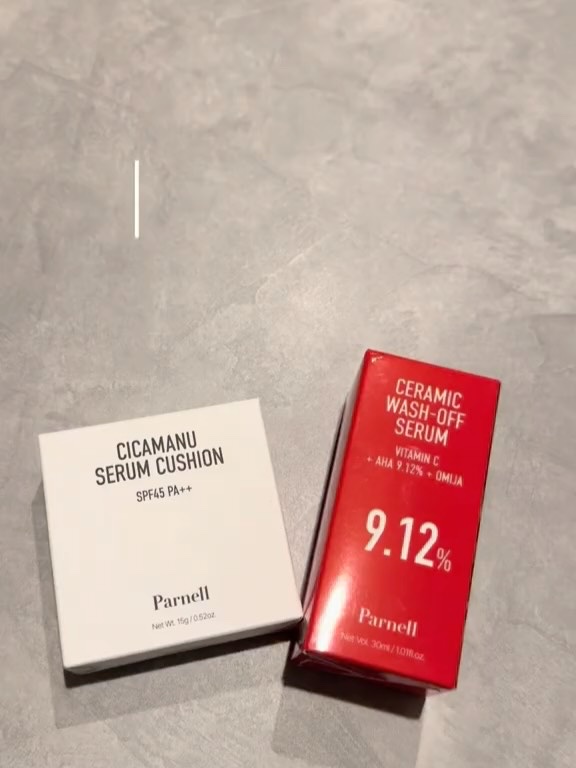 CICAMANU
SERUM CUSHION
SPF45 PA++
Parnell
Net Wt. 15g / 0.52oz.
CERAMIC
WASH-OFF
SERUM
VITAMIN C
+ AHA 9.12% + OMIJA
9.12%
Parnell
Net Vol. 30ml / 1.01fl.oz.